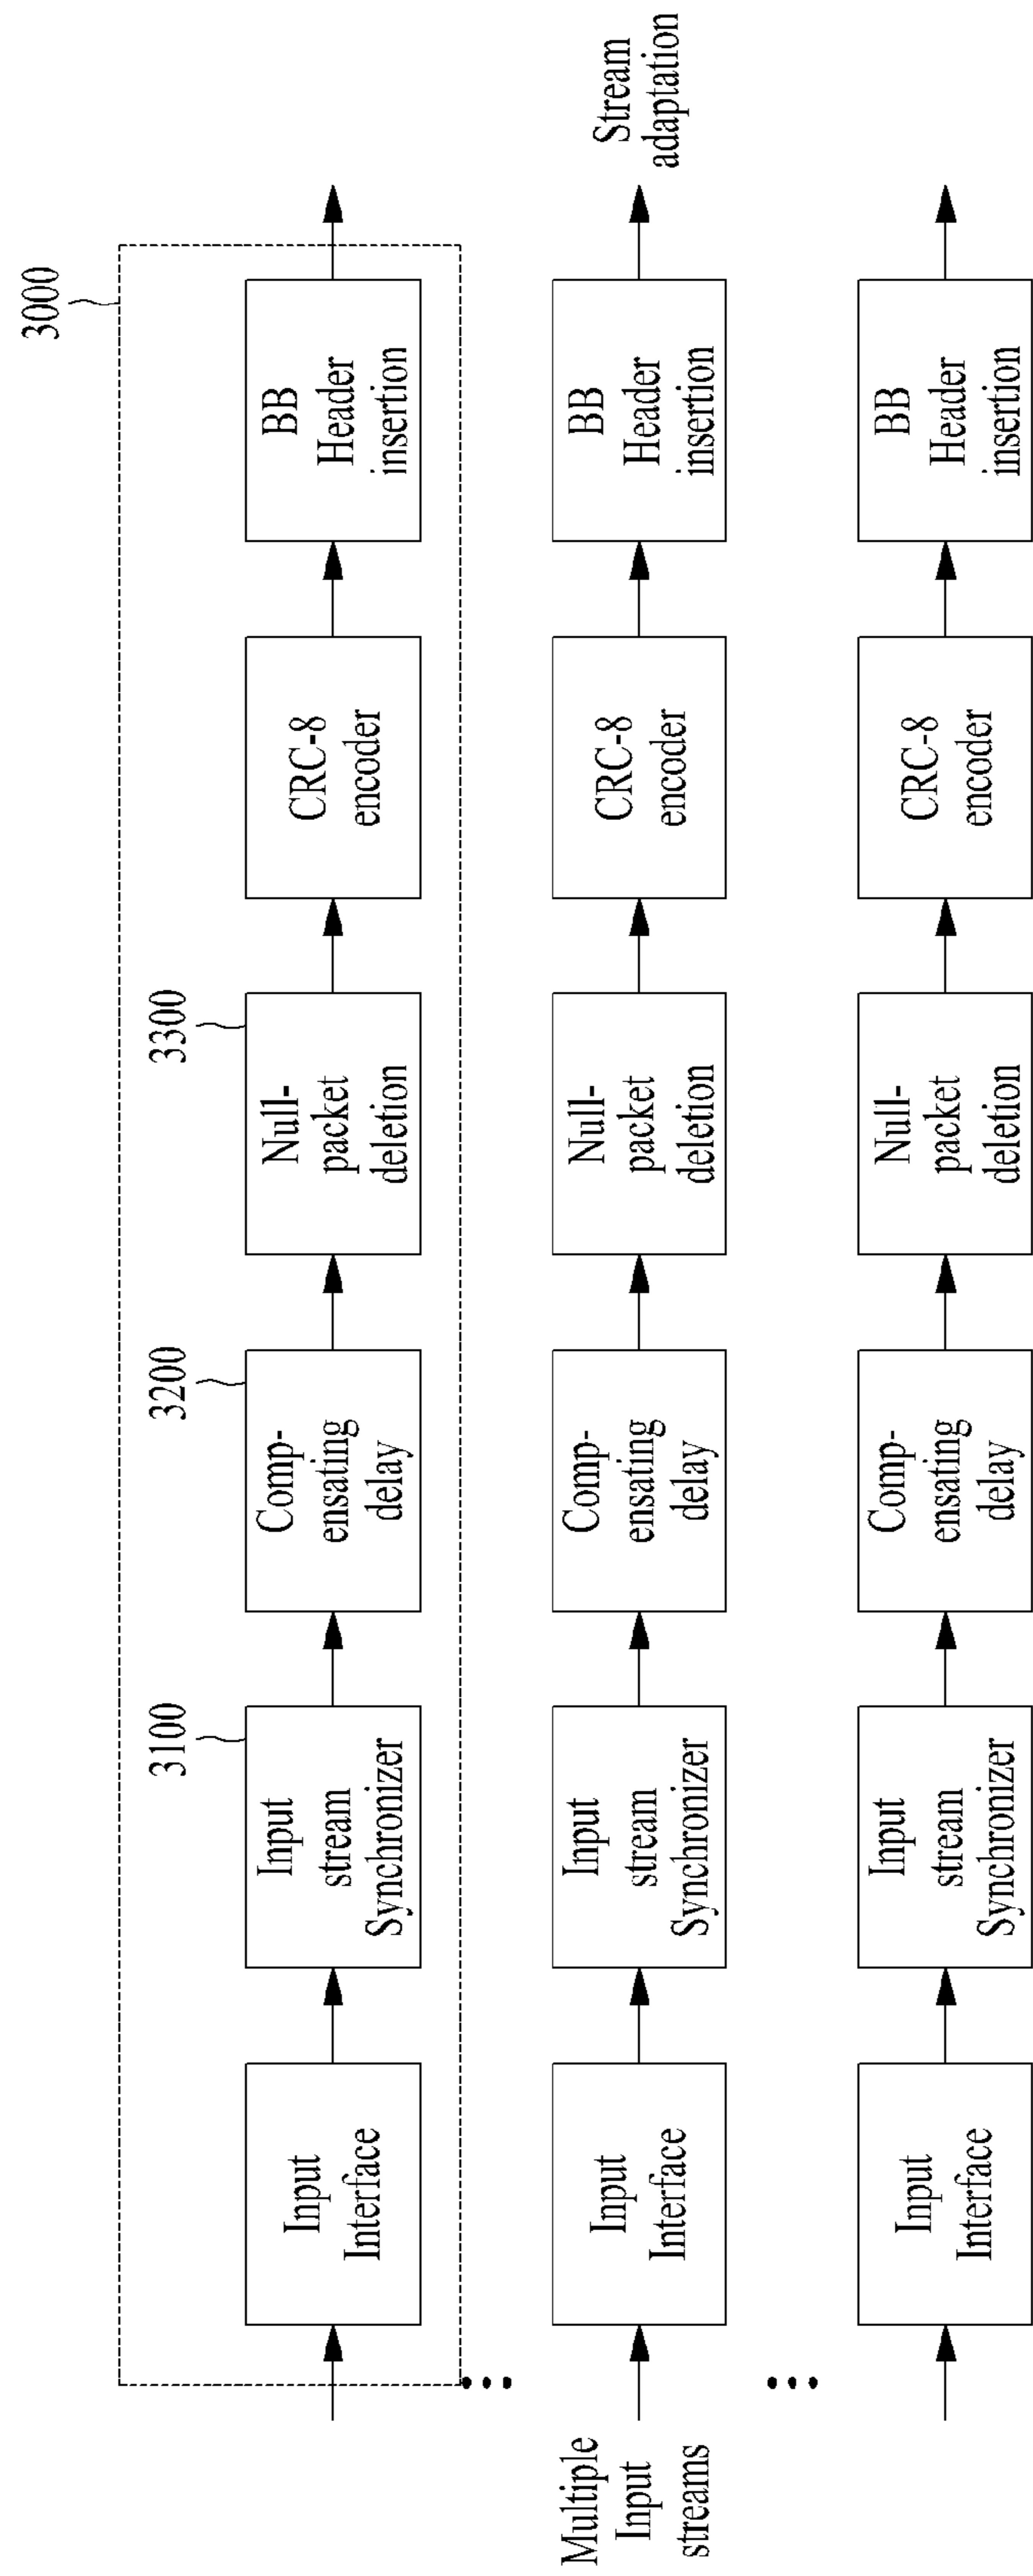 3000
3100
3200
3300
Input
Interface
Input
stream
Synchronizer
Comp-
ensating
delay
Null-
packet
deletion
CRC-8
encoder
BB
Header
insertion
Multiple
Input
streams
Input
Interface
Input
stream
Synchronizer
Comp-
ensating
delay
Null-
packet
deletion
CRC-8
encoder
BB
Header
insertion
Stream
adaptation
Input
Interface
Input
stream
Synchronizer
Comp-
ensating
delay
Null-
packet
deletion
CRC-8
encoder
BB
Header
insertion